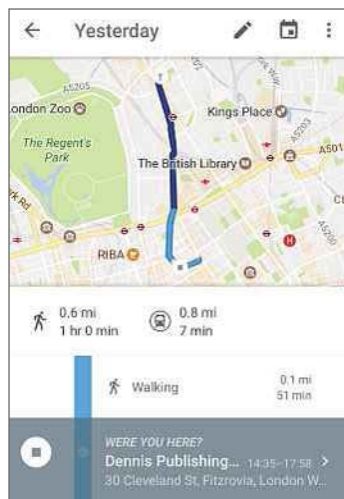 Yesterday
A5205
London Zoo
Kings Place
A5203
The Regent's
Park
The British Library
A501
RIBA
A5200
0.6 mi
1 hr 0 min
0.8 mi
7 min
Walking
0.1 mi
51 min
WERE YOU HERE?
Dennis Publishing... 14:35–17:58
30 Cleveland St, Fitzrovia, London W...